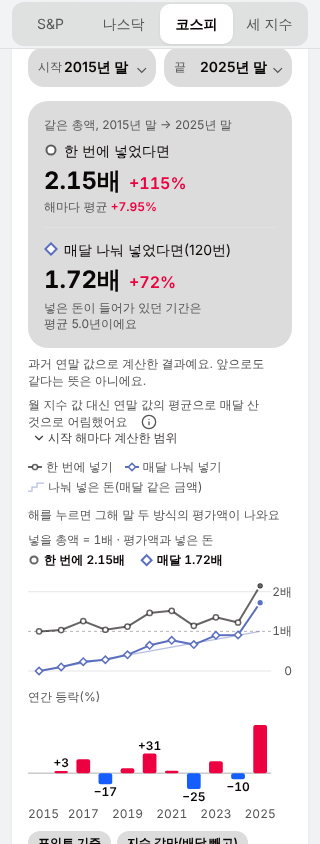 S&P 나스닥 코스피 세 지수
시작 2015년 말 끝 2025년 말
같은 총액, 2015년 말 → 2025년 말
한 번에 넣었다면
2.15배 +115%
해마다 평균 +7.95%
매달 나눠 넣었다면(120번)
1.72배 +72%
넣은 돈이 들어가 있던 기간은
평균 5.0년이에요
과거 연말 값으로 계산한 결과예요. 앞으로도
같다는 뜻은 아니에요.
월 지수 값 대신 연말 값의 평균으로 매달 산
것으로 어림했어요
시작 해마다 계산한 범위
한 번에 넣기 매달 나눠 넣기
나눠 넣은 돈(매달 같은 금액)
해를 누르면 그해 말 두 방식의 평가액이 나와요
넣을 총액 = 1배 · 평가액과 넣은 돈
한 번에 2.15배 매달 1.72배
2배
1배
0
연간 등락(%)
+3 −17 +31 −25 −10
2015 2017 2019 2021 2023 2025
포인트 기준 지수 값만(배당 빼고)